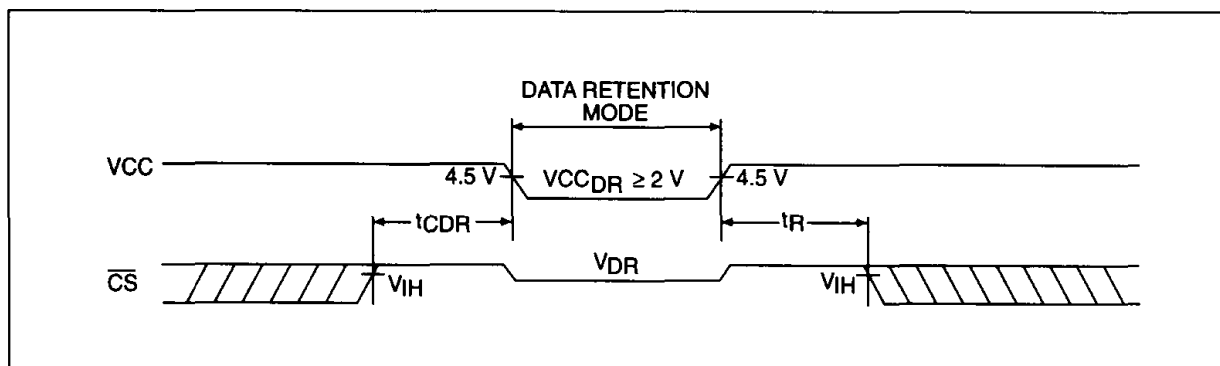 DATA RETENTION
MODE
VCC
4.5 V
VCCDR ≥ 2 V
4.5 V
tCDR
tR
CS
VIH
VDR
VIH